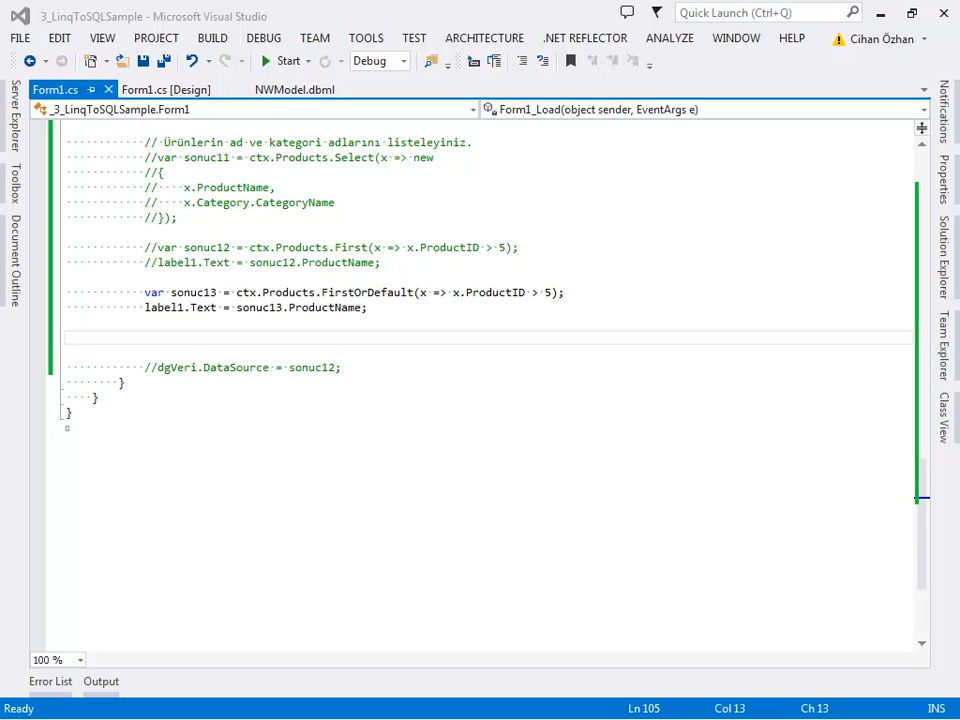 3_LinqToSQLSample - Microsoft Visual Studio
Quick Launch (Ctrl+Q)
FILE EDIT VIEW PROJECT BUILD DEBUG TEAM TOOLS TEST ARCHITECTURE .NET REFLECTOR ANALYZE WINDOW HELP Cihan Özhan
Start Debug
Form1.cs Form1.cs [Design] NWModel.dbml
_3_LinqToSQLSample.Form1 Form1_Load(object sender, EventArgs e)
Server Explorer
Toolbox
Document Outline
// Ürünlerin ad ve kategori adlarını listeleyiniz.
//var sonuc11 = ctx.Products.Select(x => new
//{
//    x.ProductName,
//    x.Category.CategoryName
//});
//var sonuc12 = ctx.Products.First(x => x.ProductID > 5);
//label1.Text = sonuc12.ProductName;
var sonuc13 = ctx.Products.FirstOrDefault(x => x.ProductID > 5);
label1.Text = sonuc13.ProductName;
//dgVeri.DataSource = sonuc12;
}
}
}
Notifications
Properties
Solution Explorer
Team Explorer
Class View
100 %
Error List Output
Ready Ln 105 Col 13 Ch 13 INS